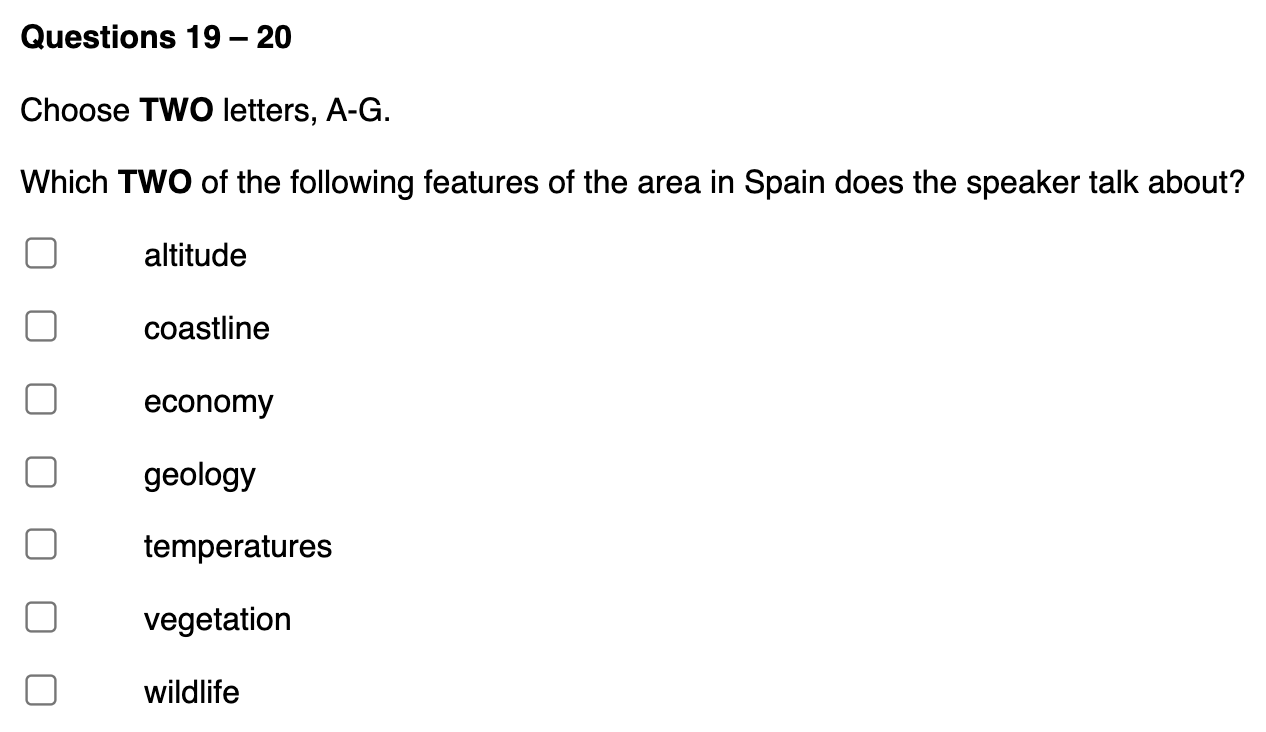 Questions 19 – 20
Choose TWO letters, A-G.
Which TWO of the following features of the area in Spain does the speaker talk about?
altitude
coastline
economy
geology
temperatures
vegetation
wildlife